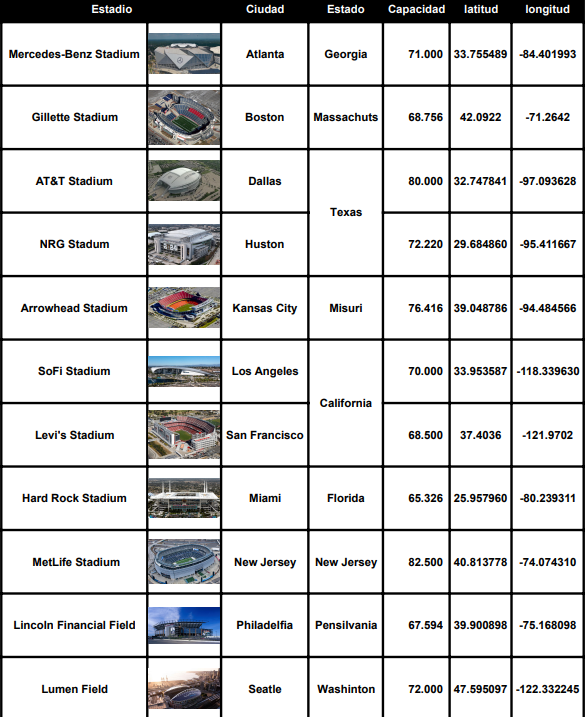 Estadio Ciudad Estado Capacidad latitud longitud
Mercedes-Benz Stadium Atlanta Georgia 71.000 33.755489 -84.401993
Gillette Stadium Boston Massachuts 68.756 42.0922 -71.2642
AT&T Stadium Dallas Texas 80.000 32.747841 -97.093628
NRG Stadum Huston 72.220 29.684860 -95.411667
Arrowhead Stadium Kansas City Misuri 76.416 39.048786 -94.484566
SoFi Stadium Los Angeles California 70.000 33.953587 -118.339630
Levi's Stadium San Francisco 68.500 37.4036 -121.9702
Hard Rock Stadium Miami Florida 65.326 25.957960 -80.239311
MetLife Stadium New Jersey New Jersey 82.500 40.813778 -74.074310
Lincoln Financial Field Philadelfia Pensilvania 67.594 39.900898 -75.168098
Lumen Field Seatle Washinton 72.000 47.595097 -122.332245